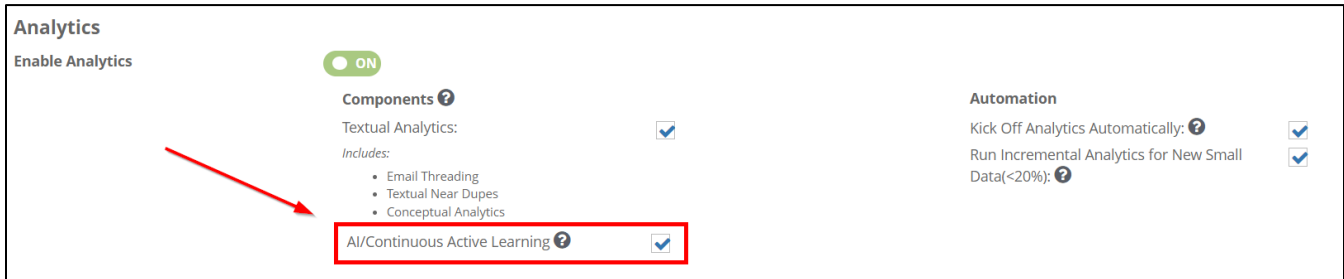 Analytics
Enable Analytics
ON
Components ?
Automation
Textual Analytics:
Kick Off Analytics Automatically: ?
Includes:
Run Incremental Analytics for New Small
Data(<20%): ?
• Email Threading
• Textual Near Dupes
• Conceptual Analytics
AI/Continuous Active Learning ?